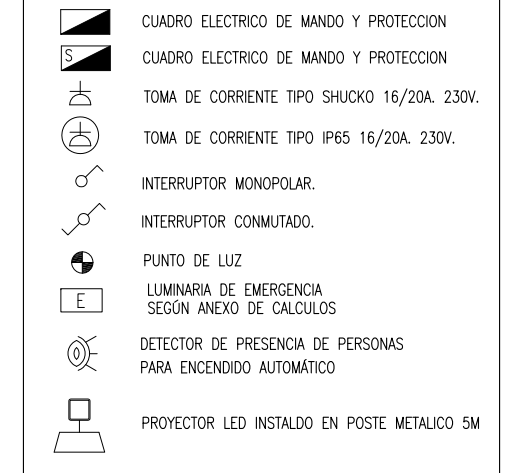 CUADRO ELECTRICO DE MANDO Y PROTECCION
S CUADRO ELECTRICO DE MANDO Y PROTECCION
TOMA DE CORRIENTE TIPO SHUCKO 16/20A. 230V.
TOMA DE CORRIENTE TIPO IP65 16/20A. 230V.
INTERRUPTOR MONOPOLAR.
INTERRUPTOR CONMUTADO.
PUNTO DE LUZ
E LUMINARIA DE EMERGENCIA
SEGÚN ANEXO DE CALCULOS
DETECTOR DE PRESENCIA DE PERSONAS
PARA ENCENDIDO AUTOMÁTICO
PROYECTOR LED INSTALDO EN POSTE METALICO 5M